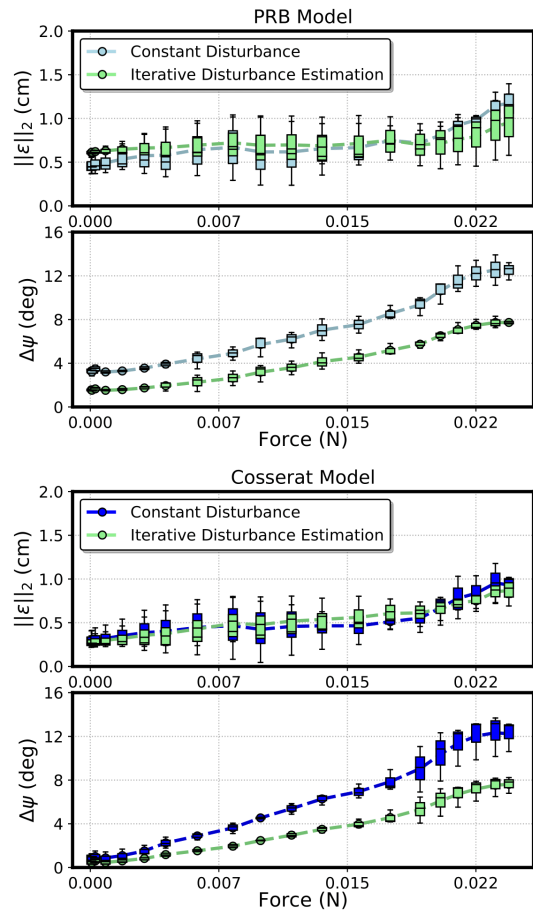 PRB Model
Constant Disturbance
Iterative Disturbance Estimation
||ε||₂ (cm)
2.0
1.5
1.0
0.5
0.0
0.000 0.007 0.015 0.022
Δψ (deg)
16
12
8
4
0
0.000 0.007 0.015 0.022
Force (N)
Cosserat Model
Constant Disturbance
Iterative Disturbance Estimation
||ε||₂ (cm)
2.0
1.5
1.0
0.5
0.0
0.000 0.007 0.015 0.022
Δψ (deg)
16
12
8
4
0
0.000 0.007 0.015 0.022
Force (N)